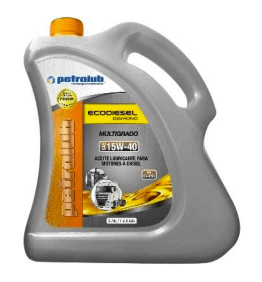 petrolub
ECODIESEL
DIAMOND
MULTIGRADO
15W-40
ACEITE LUBRICANTE PARA
MOTORES A DIESEL
petrolub